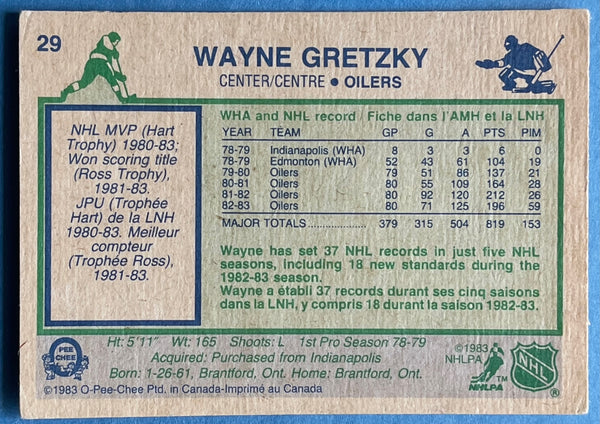 29
WAYNE GRETZKY
CENTER/CENTRE • OILERS
NHL MVP (Hart
Trophy) 1980-83;
Won scoring title
(Ross Trophy),
1981-83.
JPU (Trophée
Hart) de la LNH
1980-83. Meilleur
compteur
(Trophée Ross),
1981-83.
WHA and NHL record / Fiche dans l'AMH et la LNH
YEAR TEAM GP G A PTS PIM
78-79 Indianapolis (WHA) 8 3 3 6 0
78-79 Edmonton (WHA) 52 43 61 104 19
79-80 Oilers 79 51 86 137 21
80-81 Oilers 80 55 109 164 28
81-82 Oilers 80 92 120 212 26
82-83 Oilers 80 71 125 196 59
MAJOR TOTALS 379 315 504 819 153
Wayne has set 37 NHL records in just five NHL
seasons, including 18 new standards during the
1982-83 season.
Wayne a établi 37 records durant ses cinq saisons
dans la LNH, y compris 18 durant la saison 1982-83.
Ht: 5'11" Wt: 165 Shoots: L 1st Pro Season 78-79
Acquired: Purchased from Indianapolis
Born: 1-26-61, Brantford, Ont. Home: Brantford, Ont.
O PEE CHEE
©1983 O-Pee-Chee Ptd. in Canada-Imprimé au Canada
©1983
NHLPA
NHLPA
TM
NHL
®